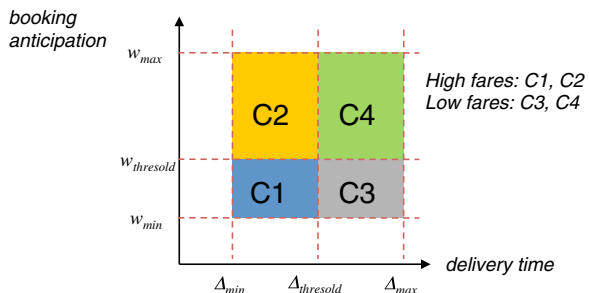 booking
anticipation
w_max
High fares: C1, C2
Low fares: C3, C4
C2
C4
w_thresold
C1
C3
w_min
delivery time
Δ_min
Δ_thresold
Δ_max